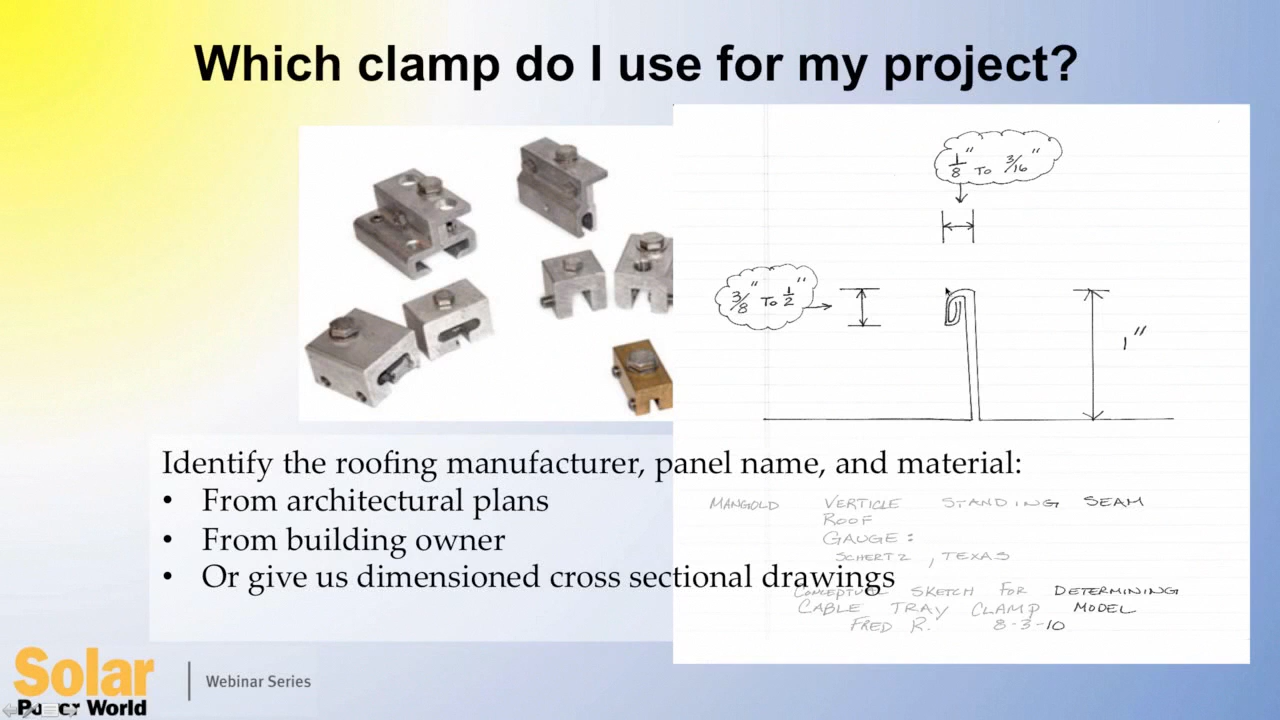 Which clamp do I use for my project?
1/8" TO 3/16"
3/8" TO 1/2"
1"
Identify the roofing manufacturer, panel name, and material:
• From architectural plans
• From building owner
• Or give us dimensioned cross sectional drawings
MANGOLD VERTICLE STANDING SEAM
ROOF
GAUGE:
SCHERTZ, TEXAS
CONCEPTUAL SKETCH FOR DETERMINING
CABLE TRAY CLAMP MODEL
FRED R. 8-3-10
Solar
Power World
Webinar Series